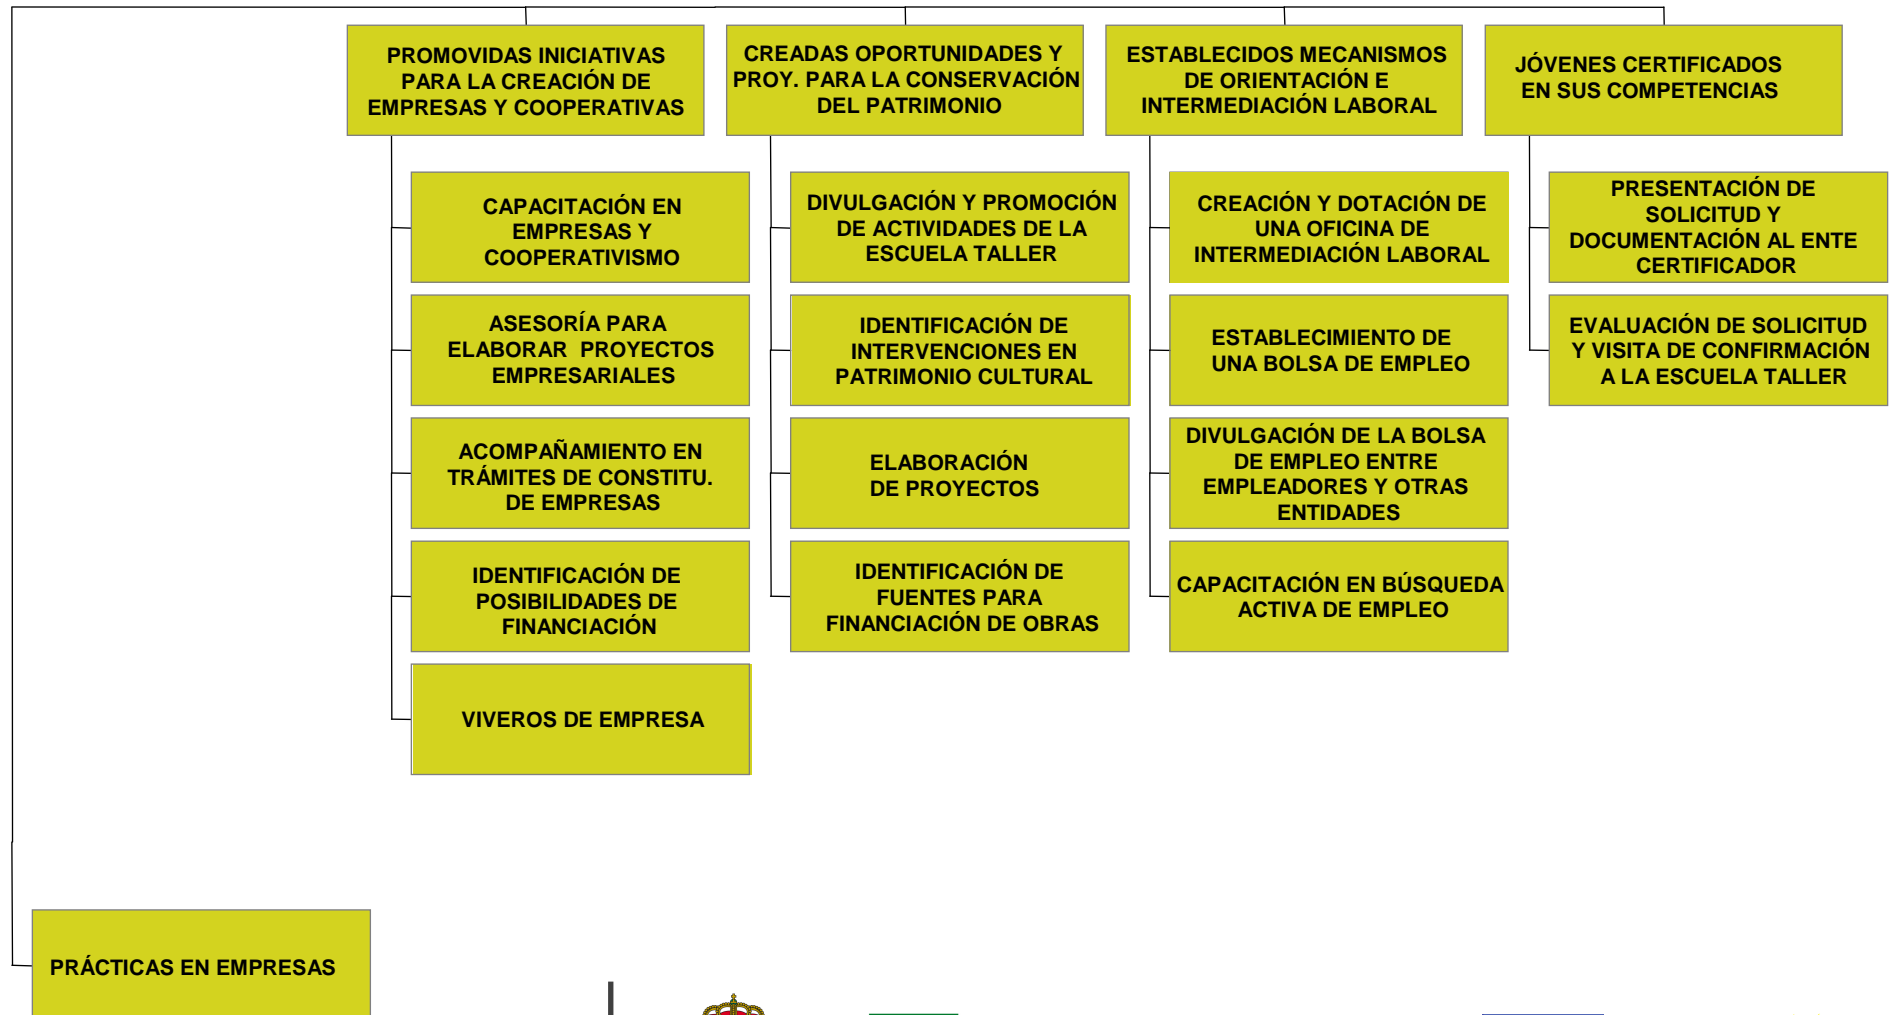 PROMOVIDAS INICIATIVAS
PARA LA CREACIÓN DE
EMPRESAS Y COOPERATIVAS
CREADAS OPORTUNIDADES Y
PROY. PARA LA CONSERVACIÓN
DEL PATRIMONIO
ESTABLECIDOS MECANISMOS
DE ORIENTACIÓN E
INTERMEDIACIÓN LABORAL
JÓVENES CERTIFICADOS
EN SUS COMPETENCIAS
CAPACITACIÓN EN
EMPRESAS Y
COOPERATIVISMO
ASESORÍA PARA
ELABORAR PROYECTOS
EMPRESARIALES
ACOMPAÑAMIENTO EN
TRÁMITES DE CONSTITU.
DE EMPRESAS
IDENTIFICACIÓN DE
POSIBILIDADES DE
FINANCIACIÓN
VIVEROS DE EMPRESA
DIVULGACIÓN Y PROMOCIÓN
DE ACTIVIDADES DE LA
ESCUELA TALLER
IDENTIFICACIÓN DE
INTERVENCIONES EN
PATRIMONIO CULTURAL
ELABORACIÓN
DE PROYECTOS
IDENTIFICACIÓN DE
FUENTES PARA
FINANCIACIÓN DE OBRAS
CREACIÓN Y DOTACIÓN DE
UNA OFICINA DE
INTERMEDIACIÓN LABORAL
ESTABLECIMIENTO DE
UNA BOLSA DE EMPLEO
DIVULGACIÓN DE LA BOLSA
DE EMPLEO ENTRE
EMPLEADORES Y OTRAS
ENTIDADES
CAPACITACIÓN EN BÚSQUEDA
ACTIVA DE EMPLEO
PRESENTACIÓN DE
SOLICITUD Y
DOCUMENTACIÓN AL ENTE
CERTIFICADOR
EVALUACIÓN DE SOLICITUD
Y VISITA DE CONFIRMACIÓN
A LA ESCUELA TALLER
PRÁCTICAS EN EMPRESAS